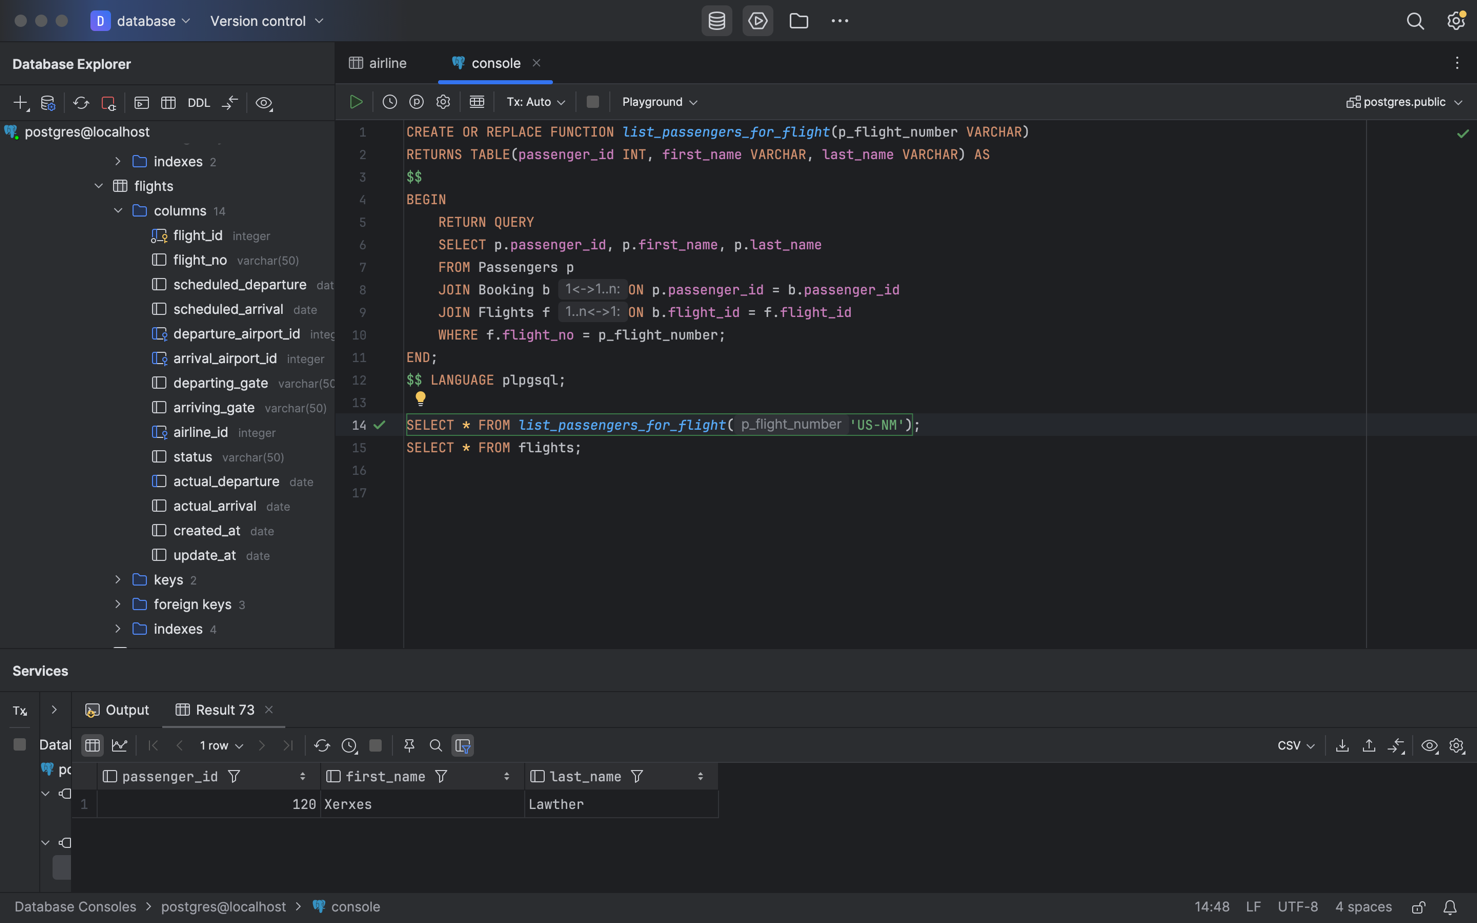 D database Version control
Database Explorer
DDL
postgres@localhost
indexes 2
flights
columns 14
flight_id integer
flight_no varchar(50)
scheduled_departure dat
scheduled_arrival date
departure_airport_id integ
arrival_airport_id integer
departing_gate varchar(50
arriving_gate varchar(50)
airline_id integer
status varchar(50)
actual_departure date
actual_arrival date
created_at date
update_at date
keys 2
foreign keys 3
indexes 4
airline console
Tx: Auto Playground postgres.public
1 CREATE OR REPLACE FUNCTION list_passengers_for_flight(p_flight_number VARCHAR)
2 RETURNS TABLE(passenger_id INT, first_name VARCHAR, last_name VARCHAR) AS
3 $$
4 BEGIN
5 RETURN QUERY
6 SELECT p.passenger_id, p.first_name, p.last_name
7 FROM Passengers p
8 JOIN Booking b 1<->1..n: ON p.passenger_id = b.passenger_id
9 JOIN Flights f 1..n<->1: ON b.flight_id = f.flight_id
10 WHERE f.flight_no = p_flight_number;
11 END;
12 $$ LANGUAGE plpgsql;
13
14 SELECT * FROM list_passengers_for_flight( p_flight_number 'US-NM');
15 SELECT * FROM flights;
16
17
Services
Tx
Datal
po
Output Result 73
1 row CSV
passenger_id first_name last_name
1 120 Xerxes Lawther
Database Consoles > postgres@localhost > console 14:48 LF UTF-8 4 spaces